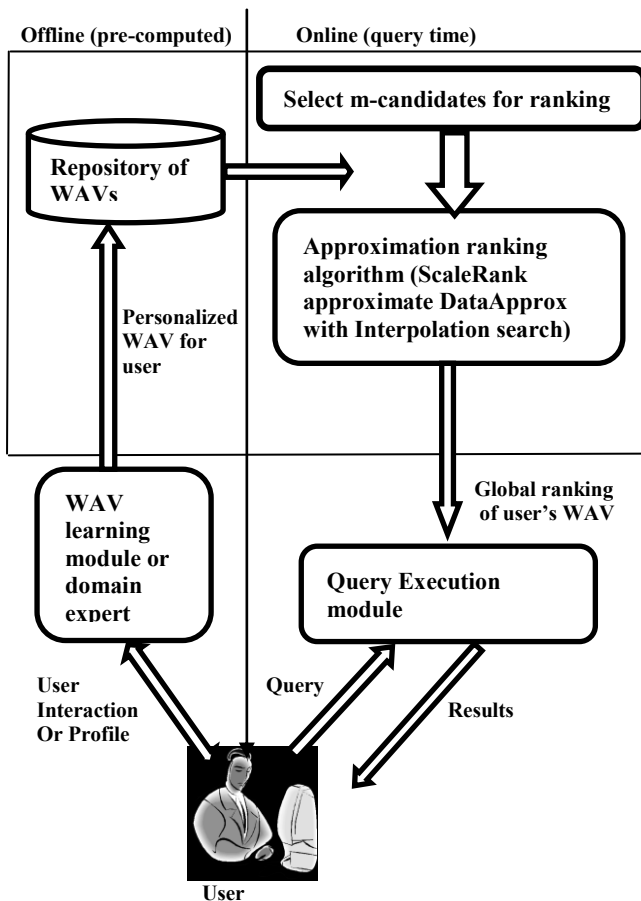 Offline (pre-computed)
Online (query time)
Select m-candidates for ranking
Repository of
WAVs
Approximation ranking
algorithm (ScaleRank
approximate DataApprox
with Interpolation search)
Personalized
WAV for
user
WAV
learning
module or
domain
expert
Global ranking
of user's WAV
Query Execution
module
User
Interaction
Or Profile
Query
Results
User